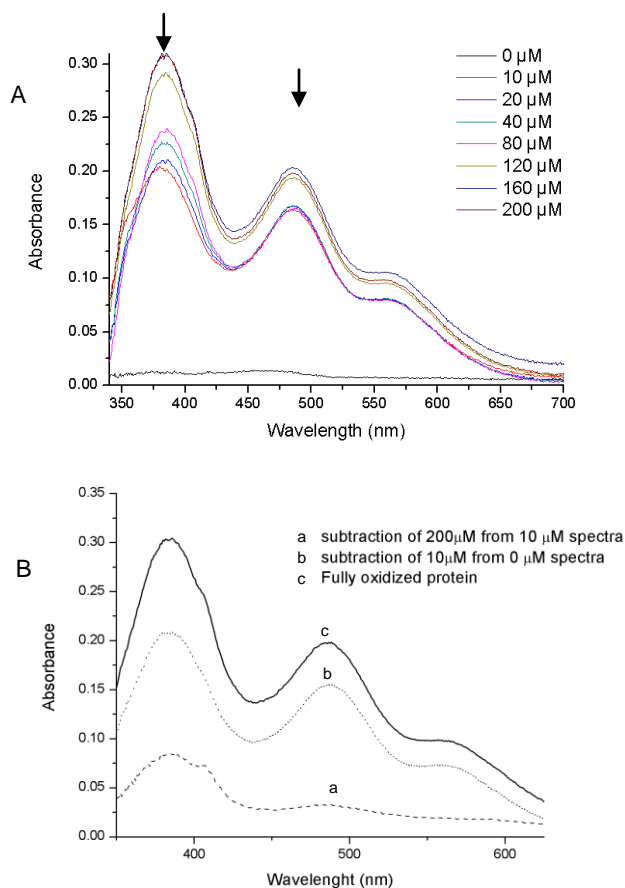 A
0.30
0.25
0.20
0.15
0.10
0.05
0.00
Absorbance
350
400
450
500
550
600
650
700
Wavelength (nm)
0 µM
10 µM
20 µM
40 µM
80 µM
120 µM
160 µM
200 µM
B
0.35
0.30
0.25
0.20
0.15
0.10
0.05
0.00
Absorbance
400
500
600
Wavelenght (nm)
a subtraction of 200µM from 10 µM spectra
b subtraction of 10µM from 0 µM spectra
c Fully oxidized protein
c
b
a